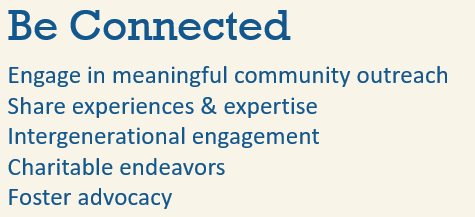 Be Connected
Engage in meaningful community outreach
Share experiences & expertise
Intergenerational engagement
Charitable endeavors
Foster advocacy